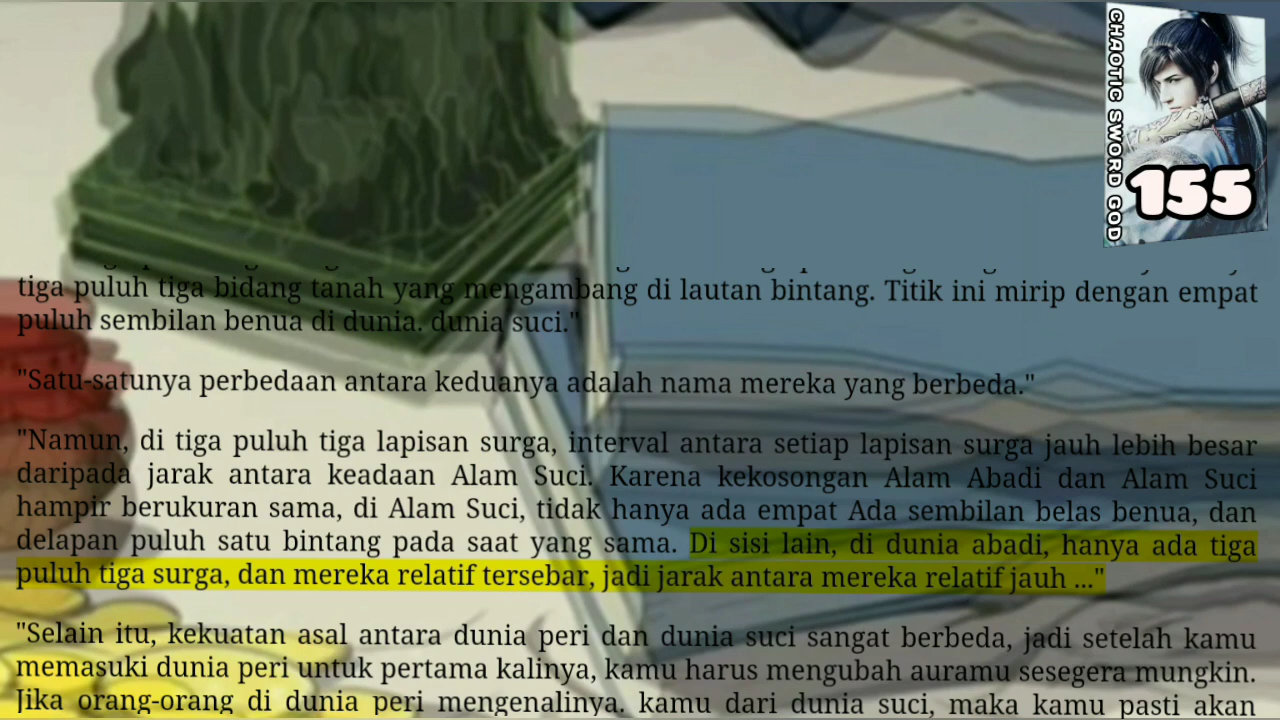 CHAOTIC SWORD GOD
155
tiga puluh tiga bidang tanah yang mengambang di lautan bintang. Titik ini mirip dengan empat
puluh sembilan benua di dunia. dunia suci."
"Satu-satunya perbedaan antara keduanya adalah nama mereka yang berbeda."
"Namun, di tiga puluh tiga lapisan surga, interval antara setiap lapisan surga jauh lebih besar
daripada jarak antara keadaan Alam Suci. Karena kekosongan Alam Abadi dan Alam Suci
hampir berukuran sama, di Alam Suci, tidak hanya ada empat Ada sembilan belas benua, dan
delapan puluh satu bintang pada saat yang sama. Di sisi lain, di dunia abadi, hanya ada tiga
puluh tiga surga, dan mereka relatif tersebar, jadi jarak antara mereka relatif jauh ..."
"Selain itu, kekuatan asal antara dunia peri dan dunia suci sangat berbeda, jadi setelah kamu
memasuki dunia peri untuk pertama kalinya, kamu harus mengubah auramu sesegera mungkin.
Jika orang-orang di dunia peri mengenalinya. kamu dari dunia suci, maka kamu pasti akan